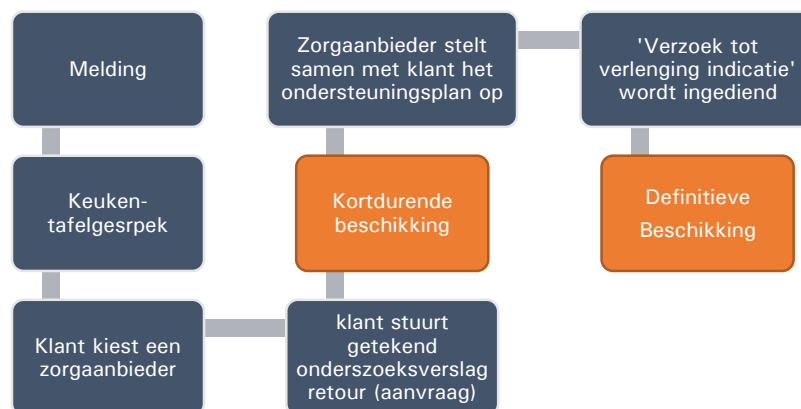 Melding
Keuken-
tafelgesrpek
Klant kiest een
zorgaanbieder
klant stuurt
getekend
onderszoeksverslag
retour (aanvraag)
Kortdurende
beschikking
Zorgaanbieder stelt
samen met klant het
ondersteuningsplan op
'Verzoek tot
verlenging indicatie'
wordt ingediend
Definitieve
Beschikking